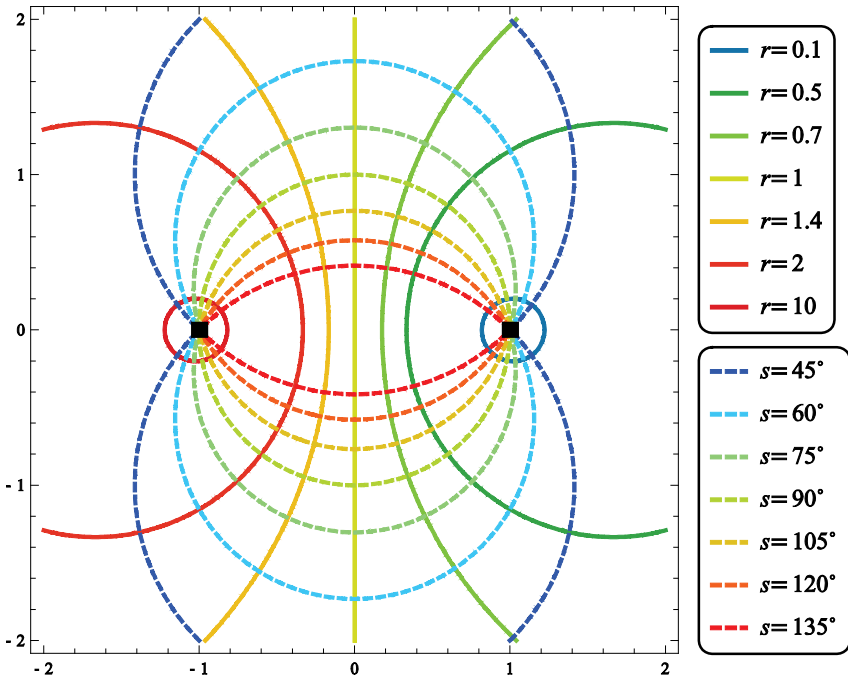 2
1
0
- 1
- 2
- 2
- 1
0
1
2
r = 0.1
r = 0.5
r = 0.7
r = 1
r = 1.4
r = 2
r = 10
s = 45°
s = 60°
s = 75°
s = 90°
s = 105°
s = 120°
s = 135°